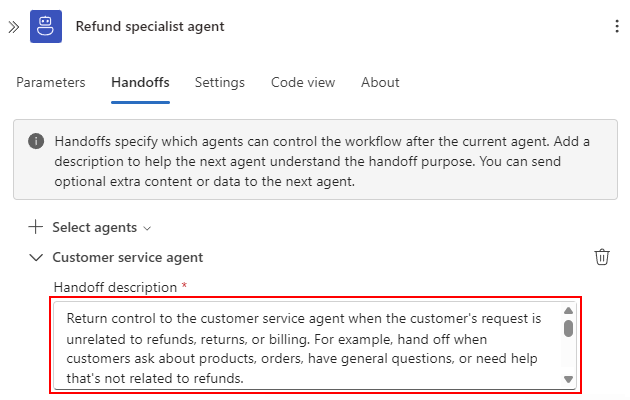 Refund specialist agent
Parameters Handoffs Settings Code view About
Handoffs specify which agents can control the workflow after the current agent. Add a
description to help the next agent understand the handoff purpose. You can send
optional extra content or data to the next agent.
Select agents
Customer service agent
Handoff description *
Return control to the customer service agent when the customer's request is
unrelated to refunds, returns, or billing. For example, hand off when
customers ask about products, orders, have general questions, or need help
that's not related to refunds.